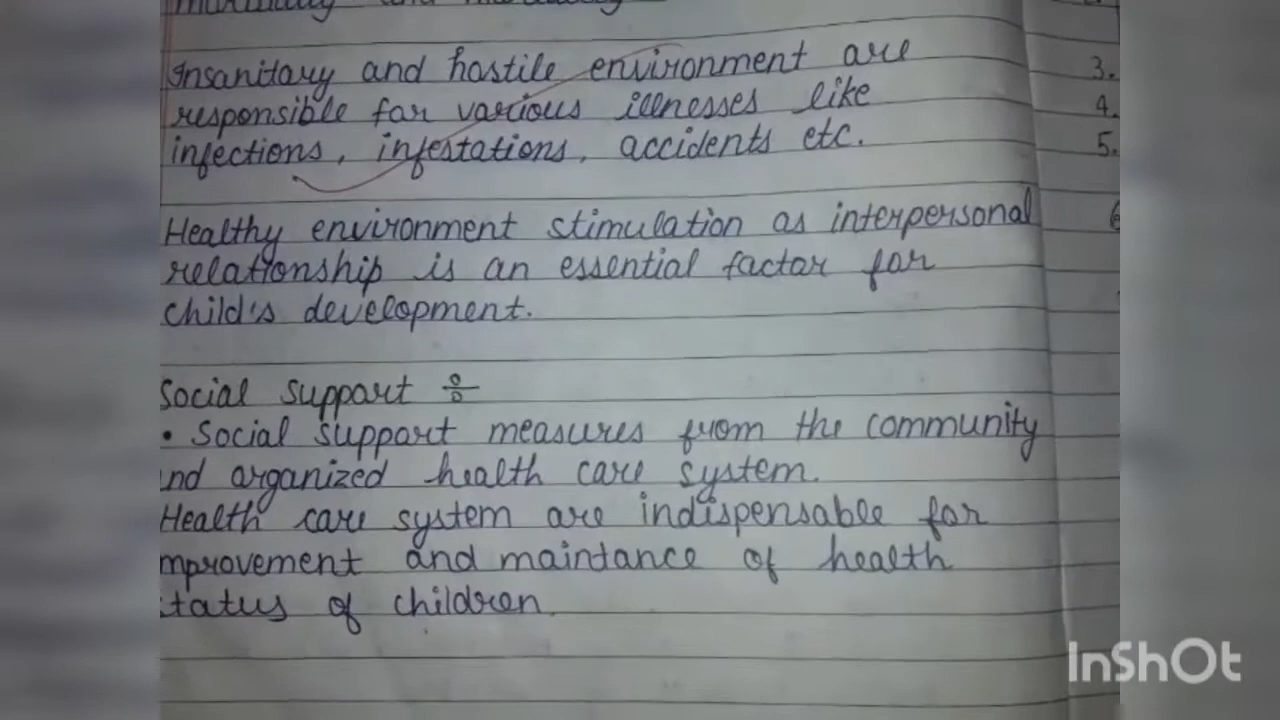 and
Insanitary and hostile environment are
responsible for various illnesses like
infections, infestations, accidents etc.
Healthy environment stimulation as interpersonal
relationship is an essential factor for
child's development.
Social support ÷
• Social support measures from the community
nd organized health care system.
Health care system are indispensable for
mprovement and maintance of health
tatus of children
3.
4.
5.
6
InShOt